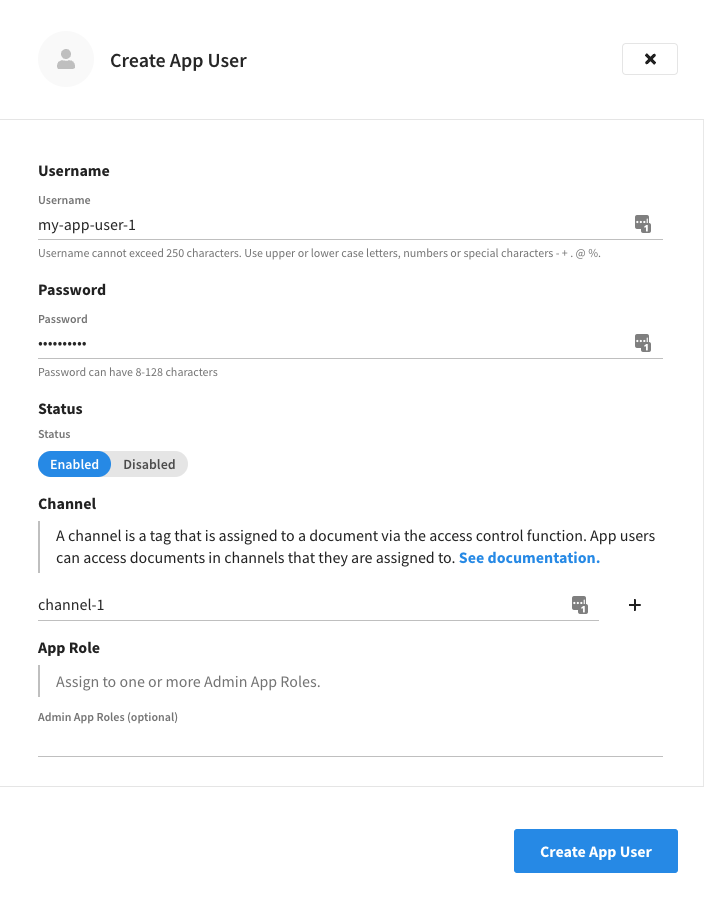 Create App User
Username
Username
my-app-user-1
Username cannot exceed 250 characters. Use upper or lower case letters, numbers or special characters - + . @ %.
Password
Password
••••••••••
Password can have 8-128 characters
Status
Status
Enabled Disabled
Channel
A channel is a tag that is assigned to a document via the access control function. App users
can access documents in channels that they are assigned to. See documentation.
channel-1
App Role
Assign to one or more Admin App Roles.
Admin App Roles (optional)
Create App User